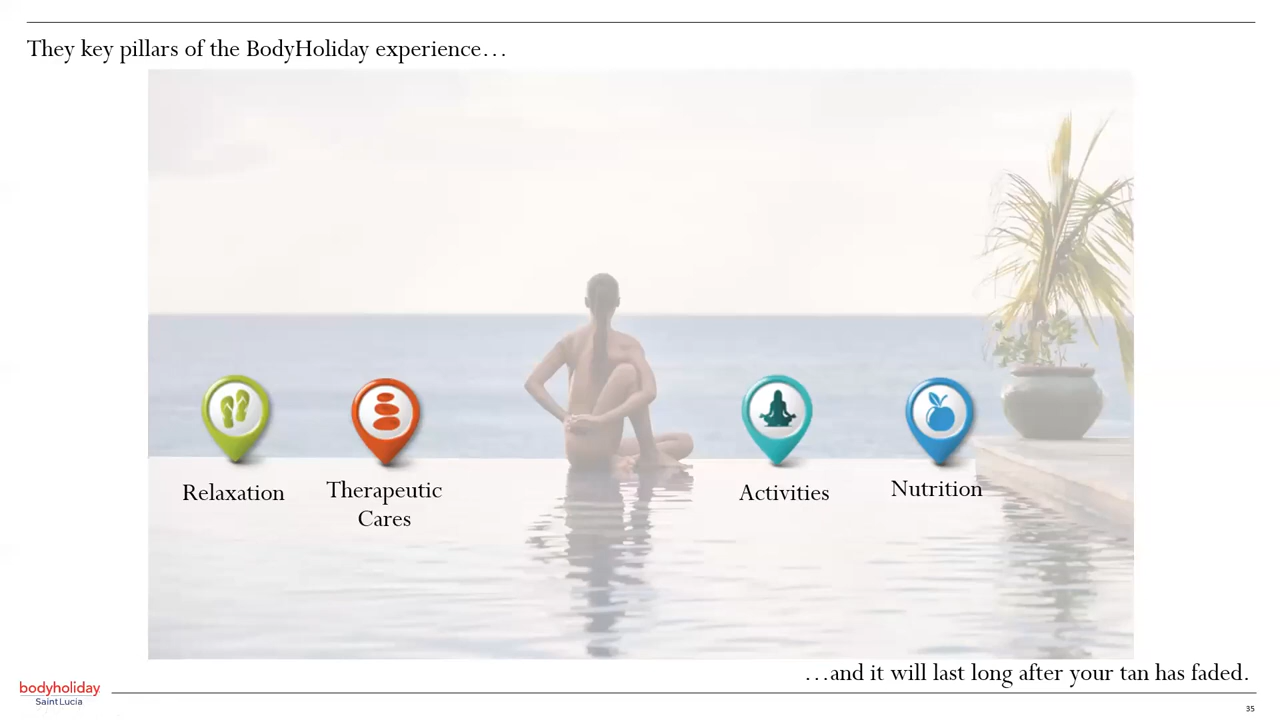 They key pillars of the BodyHoliday experience…
Relaxation
Therapeutic
Cares
Activities
Nutrition
…and it will last long after your tan has faded.
bodyholiday
Saint Lucia
35